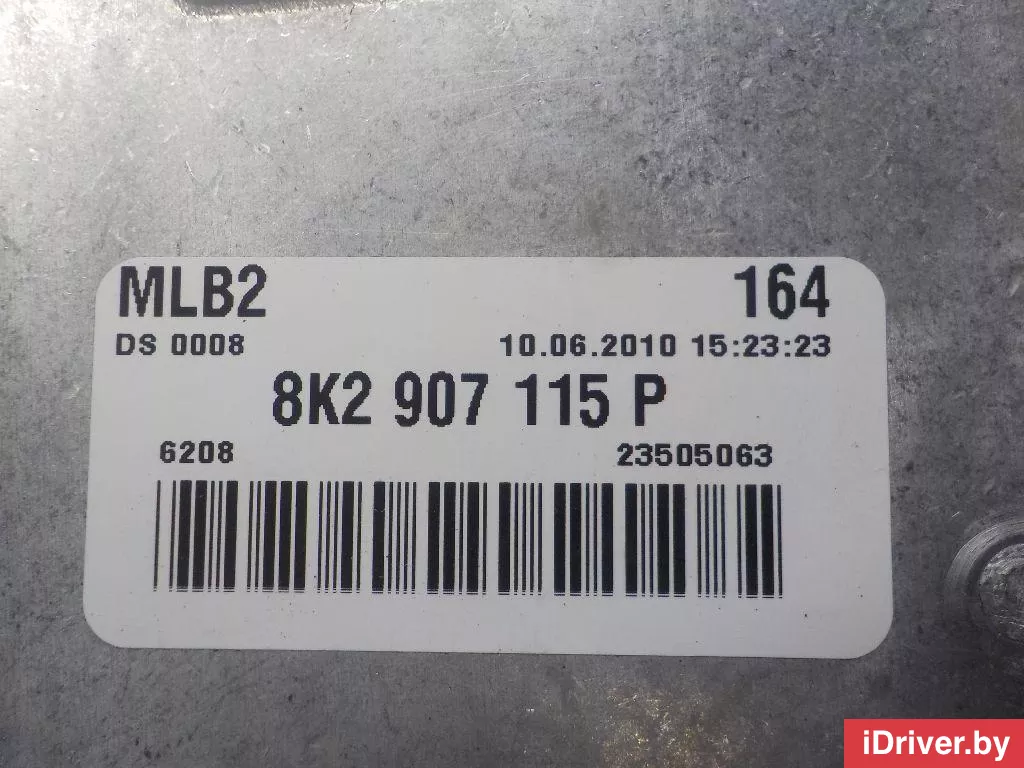 MLB2 164
DS 0008 10.06.2010 15:23:23
8K2 907 115 P
6208 23505063
iDriver.by